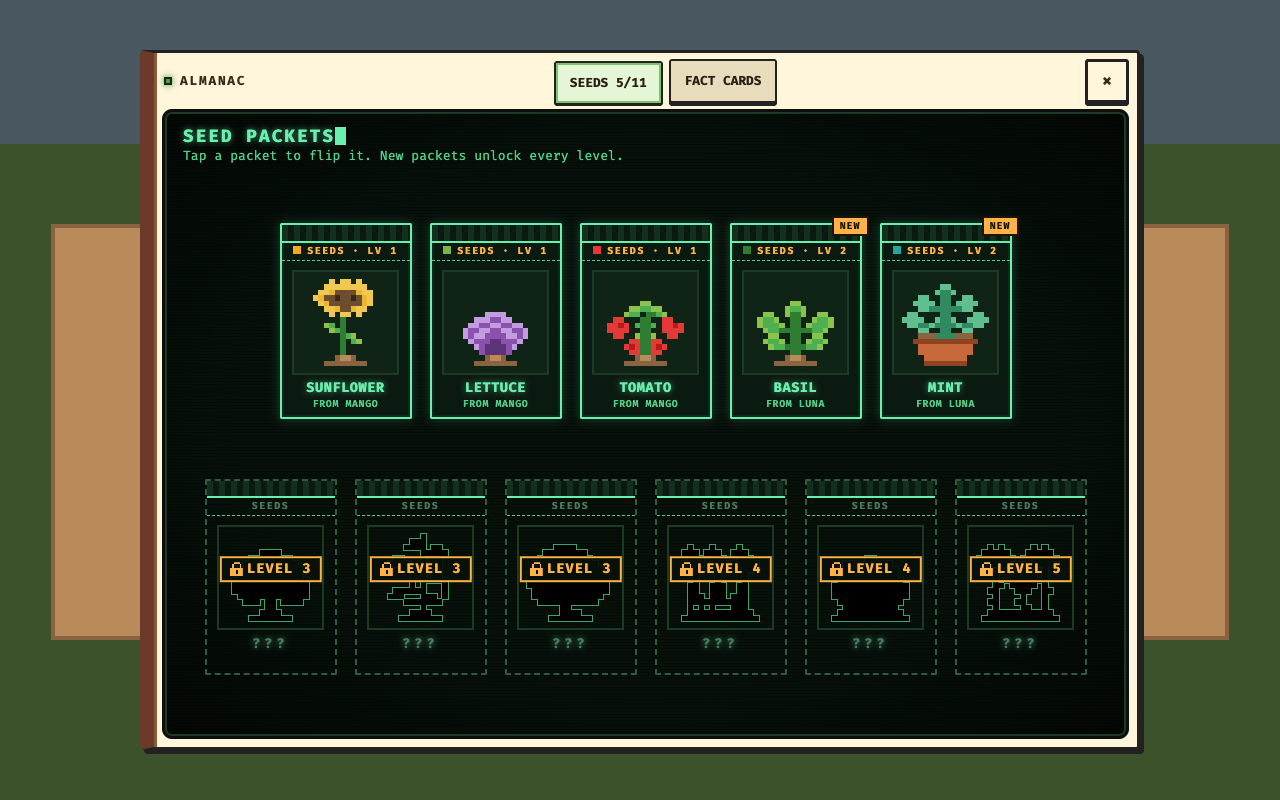 ALMANAC
SEEDS 5/11
FACT CARDS
✖
SEED PACKETS
Tap a packet to flip it. New packets unlock every level.
SEEDS · LV 1
SUNFLOWER
FROM MANGO
SEEDS · LV 1
LETTUCE
FROM MANGO
SEEDS · LV 1
TOMATO
FROM MANGO
NEW
SEEDS · LV 2
BASIL
FROM LUNA
NEW
SEEDS · LV 2
MINT
FROM LUNA
SEEDS
LEVEL 3
???
SEEDS
LEVEL 3
???
SEEDS
LEVEL 3
???
SEEDS
LEVEL 4
???
SEEDS
LEVEL 4
???
SEEDS
LEVEL 5
???